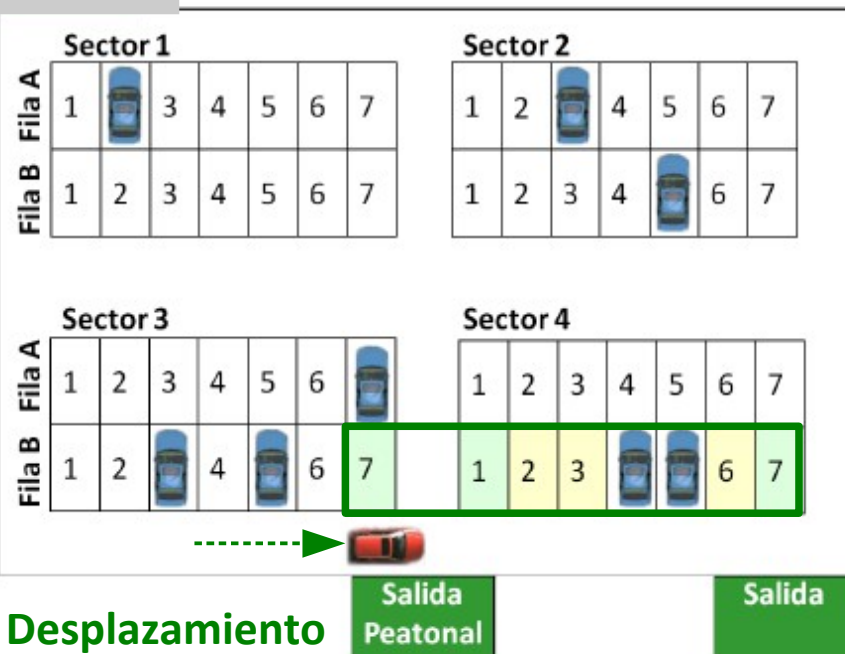 Sector 1
Sector 2
Fila A
1 3 4 5 6 7
1 2 4 5 6 7
Fila B
1 2 3 4 5 6 7
1 2 3 4 6 7
Sector 3
Sector 4
Fila A
1 2 3 4 5 6
1 2 3 4 5 6 7
Fila B
1 2 4 6 7
1 2 3 6 7
Desplazamiento
Salida
Peatonal
Salida